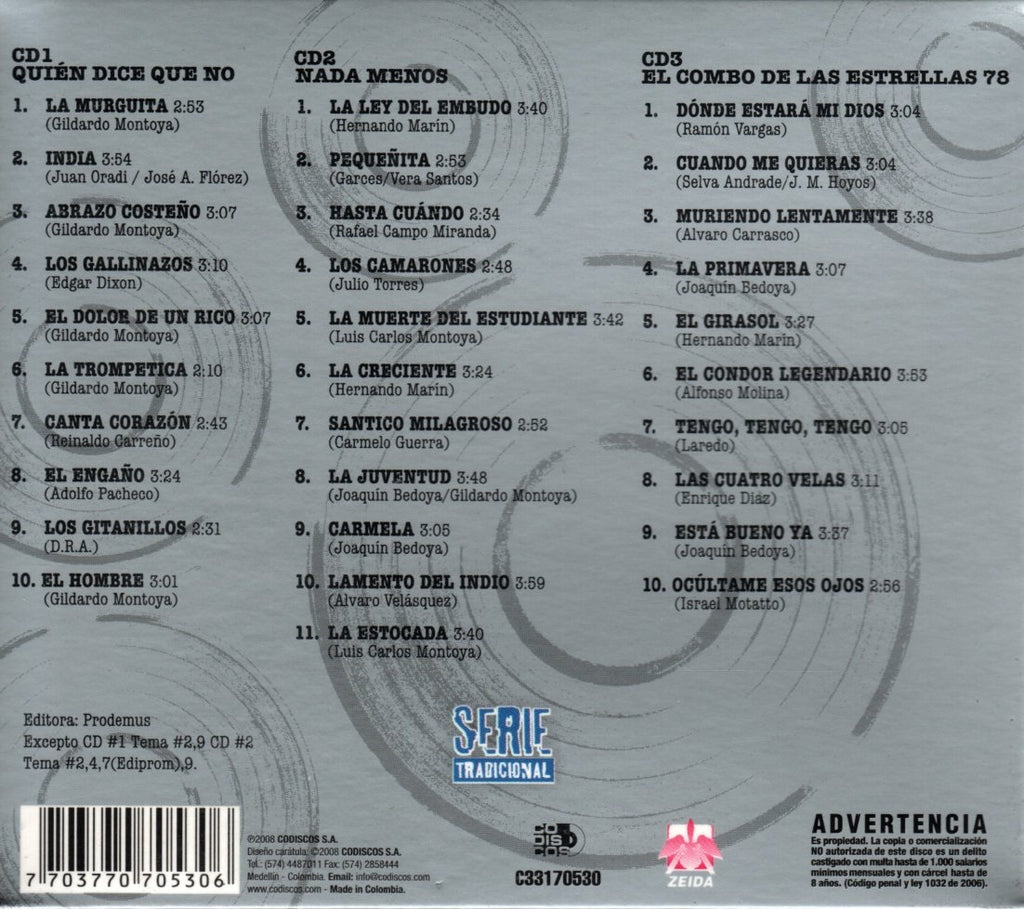 CD1
QUIÉN DICE QUE NO
1. LA MURGUITA 2:53
(Gildardo Montoya)
2. INDIA 3:54
(Juan Oradi / José A. Flórez)
3. ABRAZO COSTEÑO 3:07
(Gildardo Montoya)
4. LOS GALLINAZOS 3:10
(Edgar Dixon)
5. EL DOLOR DE UN RICO 3:07
(Gildardo Montoya)
6. LA TROMPETICA 2:10
(Gildardo Montoya)
7. CANTA CORAZÓN 2:43
(Reinaldo Carreño)
8. EL ENGAÑO 3:24
(Adolfo Pacheco)
9. LOS GITANILLOS 2:31
(D.R.A.)
10. EL HOMBRE 3:01
(Gildardo Montoya)
CD2
NADA MENOS
1. LA LEY DEL EMBUDO 3:40
(Hernando Marín)
2. PEQUEÑITA 2:53
(Garces/Vera Santos)
3. HASTA CUÁNDO 2:34
(Rafael Campo Miranda)
4. LOS CAMARONES 2:48
(Julio Torres)
5. LA MUERTE DEL ESTUDIANTE 3:42
(Luis Carlos Montoya)
6. LA CRECIENTE 3:24
(Hernando Marín)
7. SANTICO MILAGROSO 2:52
(Carmelo Guerra)
8. LA JUVENTUD 3:48
(Joaquín Bedoya/Gildardo Montoya)
9. CARMELA 3:05
(Joaquín Bedoya)
10. LAMENTO DEL INDIO 3:59
(Alvaro Velásquez)
11. LA ESTOCADA 3:40
(Luis Carlos Montoya)
CD3
EL COMBO DE LAS ESTRELLAS 78
1. DÓNDE ESTARÁ MI DIOS 3:04
(Ramón Vargas)
2. CUANDO ME QUIERAS 3:04
(Selva Andrade/J. M. Hoyos)
3. MURIENDO LENTAMENTE 3:38
(Alvaro Carrasco)
4. LA PRIMAVERA 3:07
(Joaquín Bedoya)
5. EL GIRASOL 3:27
(Hernando Marín)
6. EL CONDOR LEGENDARIO 3:53
(Alfonso Molina)
7. TENGO, TENGO, TENGO 3:05
(Laredo)
8. LAS CUATRO VELAS 3:11
(Enrique Díaz)
9. ESTÁ BUENO YA 3:37
(Joaquín Bedoya)
10. OCÚLTAME ESOS OJOS 2:56
(Israel Motatto)
Editora: Prodemus
Excepto CD #1 Tema #2,9 CD #2
Tema #2,4,7(Ediprom),9.
SERIE
TRADICIONAL
7 703770 705306
℗2008 CODISCOS S.A.
Diseño carátula: ©2008 CODISCOS S.A.
Tel.: (574) 4487011 Fax: (574) 2858444
Medellín - Colombia. Email: info@codiscos.com
www.codiscos.com - Made in Colombia.
CO
DIS
COS
C33170530
ZEIDA
ADVERTENCIA
Es propiedad. La copia o comercialización
NO autorizada de este disco es un delito
castigado con multa hasta de 1.000 salarios
mínimos mensuales y con cárcel hasta de
8 años. (Código penal y ley 1032 de 2006).